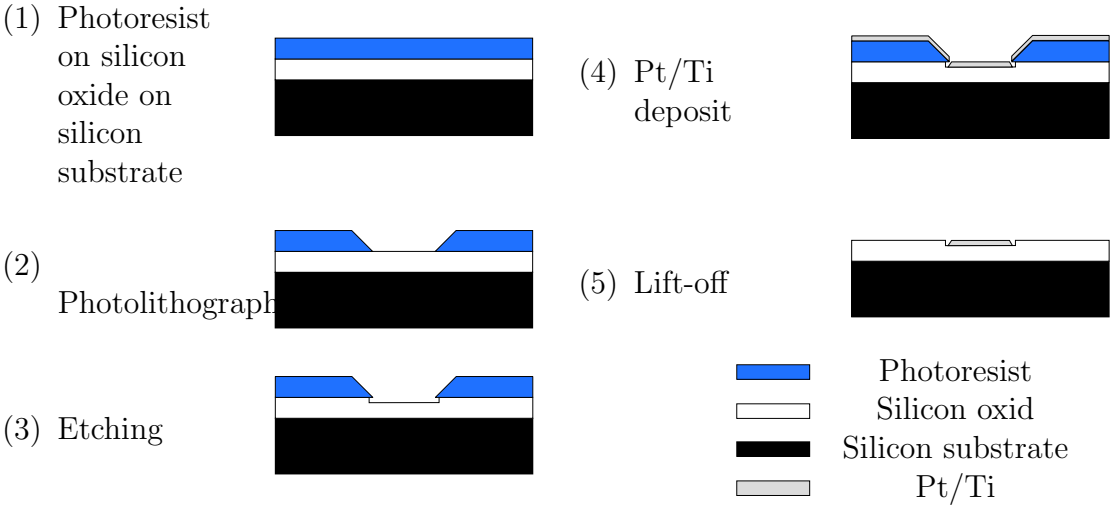 (1) Photoresist
on silicon
oxide on
silicon
substrate
(2)
Photolithograph
(3) Etching
(4) Pt/Ti
deposit
(5) Lift-off
Photoresist
Silicon oxid
Silicon substrate
Pt/Ti